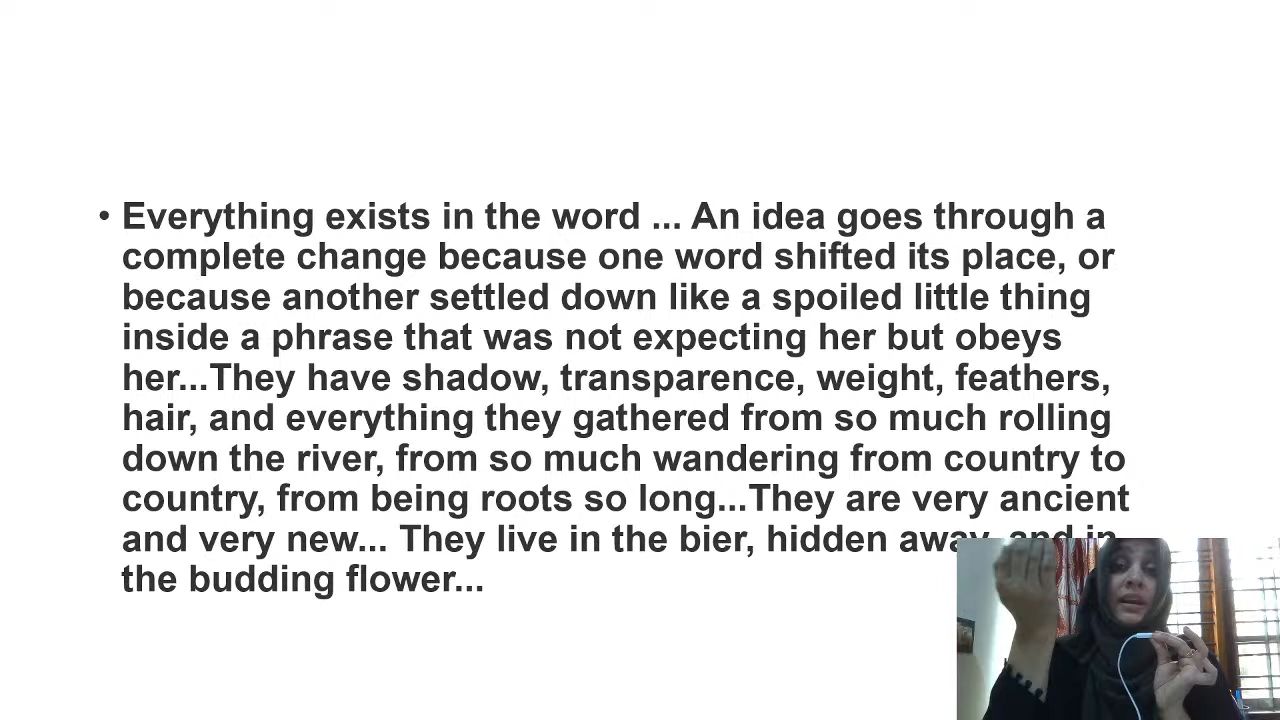 • Everything exists in the word ... An idea goes through a
complete change because one word shifted its place, or
because another settled down like a spoiled little thing
inside a phrase that was not expecting her but obeys
her...They have shadow, transparence, weight, feathers,
hair, and everything they gathered from so much rolling
down the river, from so much wandering from country to
country, from being roots so long...They are very ancient
and very new... They live in the bier, hidden away, and in
the budding flower...